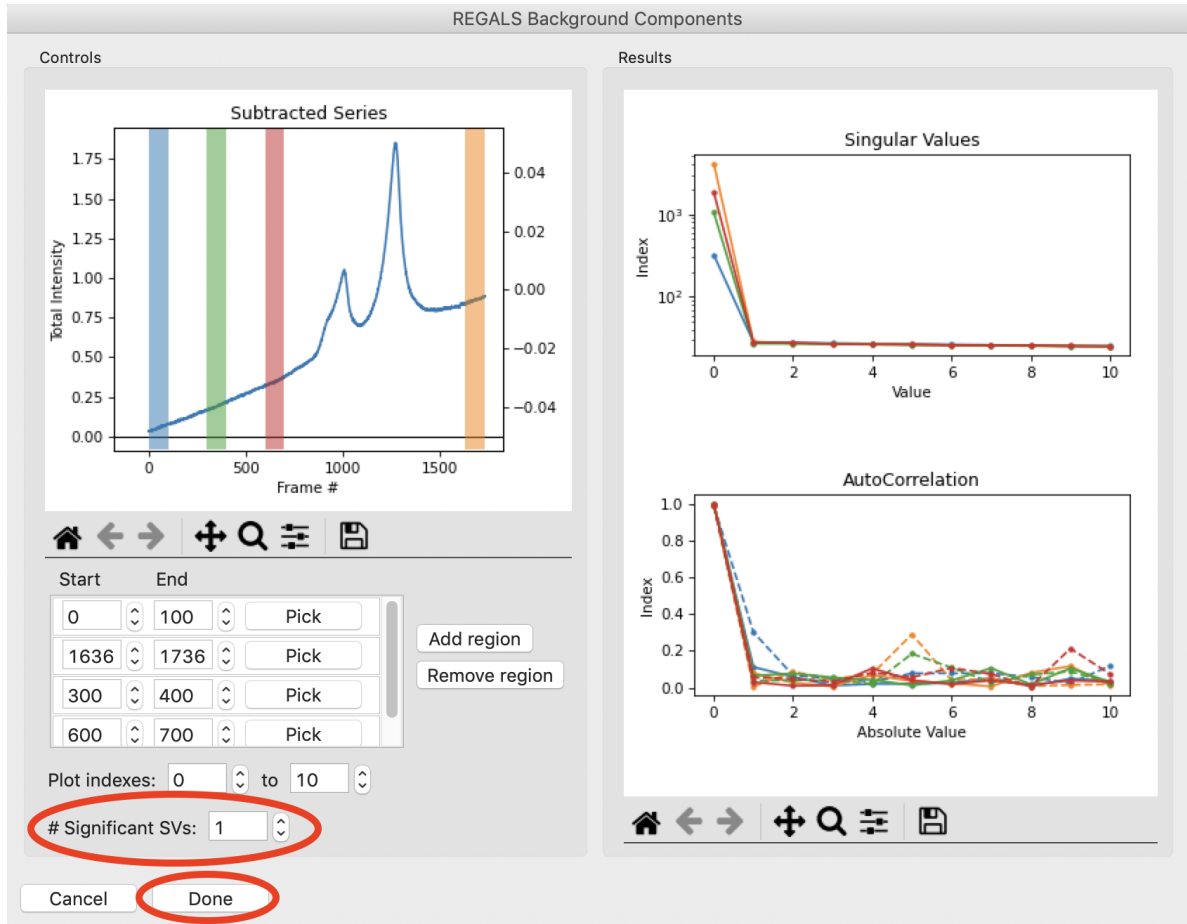 REGALS Background Components
Controls
Subtracted Series
Total Intensity
1.75
1.50
1.25
1.00
0.75
0.50
0.25
0.00
0.04
0.02
0.00
−0.02
−0.04
0 500 1000 1500
Frame #
Start End
0 100 Pick
1636 1736 Pick
300 400 Pick
600 700 Pick
Add region
Remove region
Plot indexes: 0 to 10
# Significant SVs: 1
Cancel Done
Results
Singular Values
Index
10³
10²
0 2 4 6 8 10
Value
AutoCorrelation
Index
1.0
0.8
0.6
0.4
0.2
0.0
0 2 4 6 8 10
Absolute Value